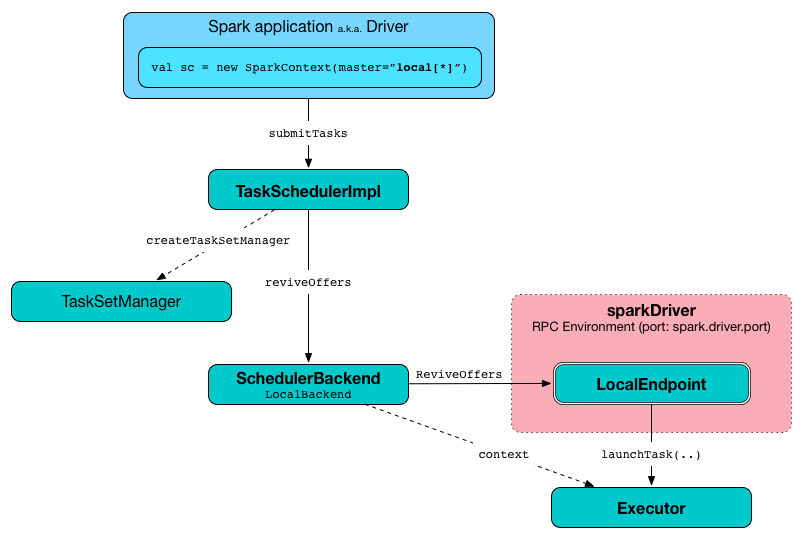 Spark application a.k.a. Driver
val sc = new SparkContext(master=”local[*]”)
submitTasks
TaskSchedulerImpl
createTaskSetManager
reviveOffers
TaskSetManager
sparkDriver
RPC Environment (port: spark.driver.port)
SchedulerBackend
LocalBackend
ReviveOffers
LocalEndpoint
context
launchTask(..)
Executor